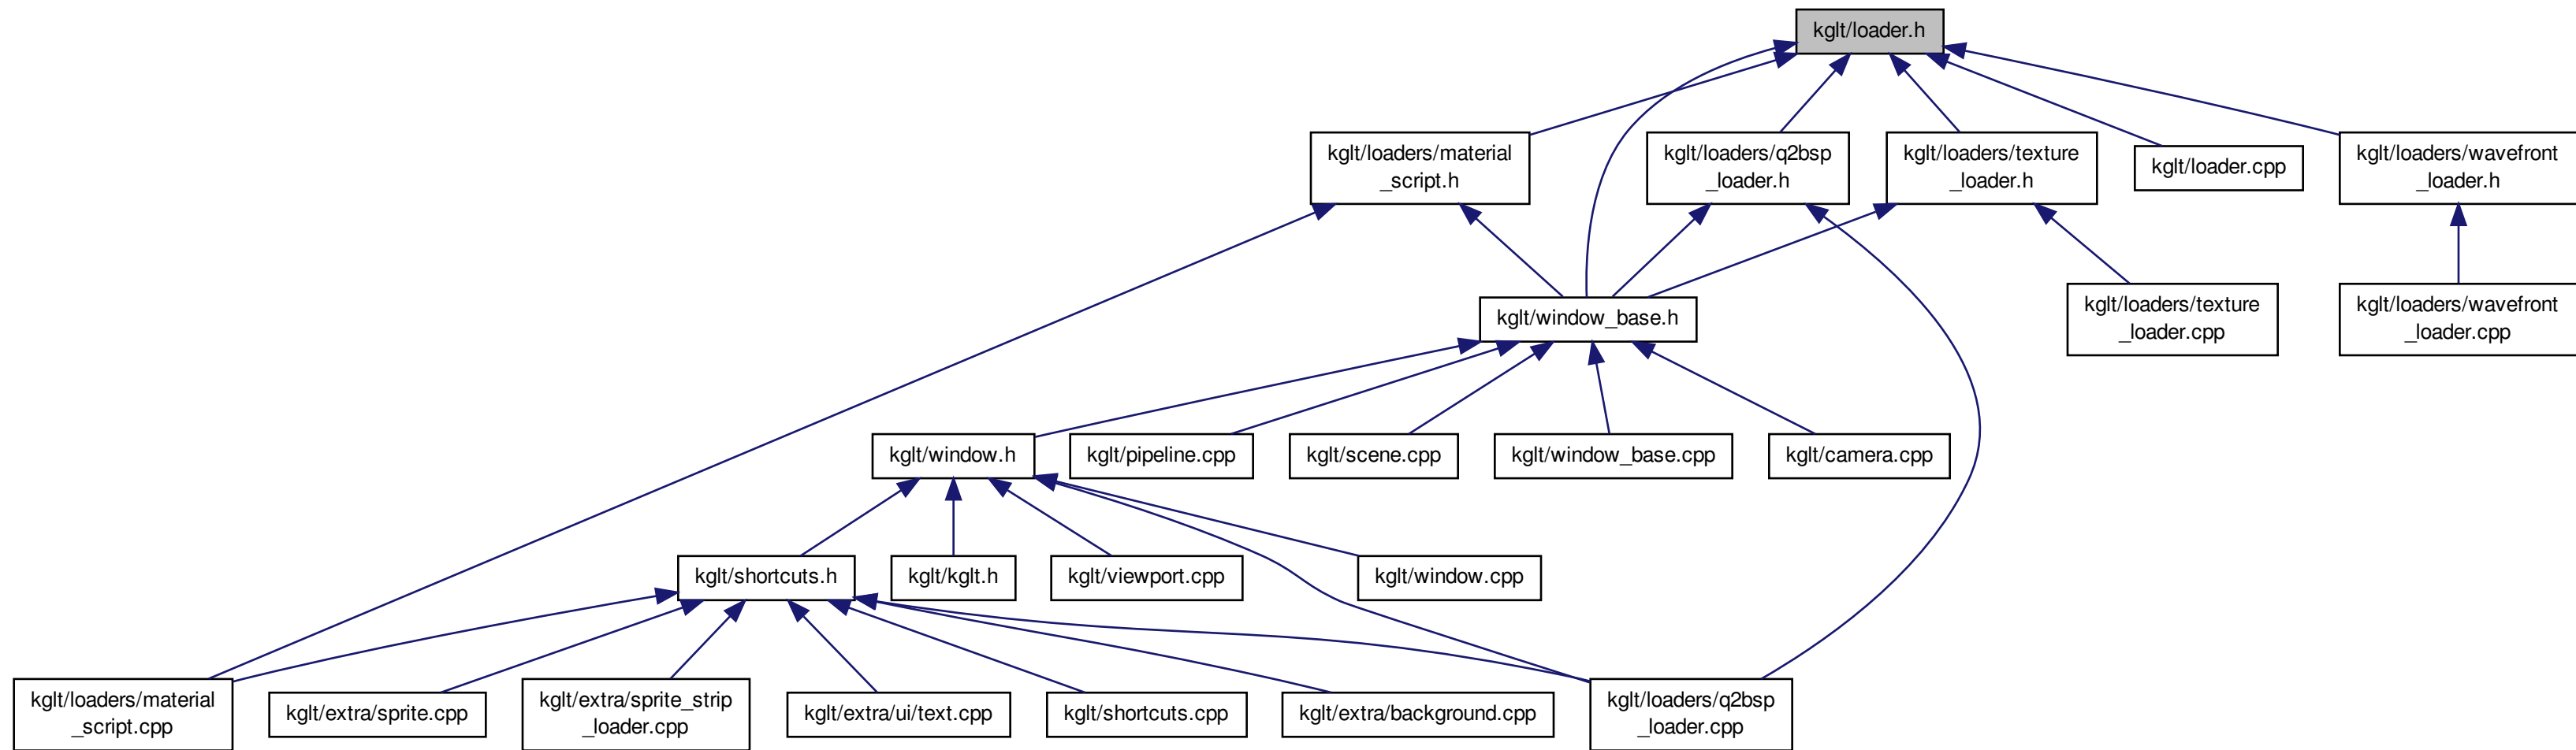 kglt/loader.h
kglt/loaders/material
_script.h
kglt/loaders/q2bsp
_loader.h
kglt/loaders/texture
_loader.h
kglt/loader.cpp
kglt/loaders/wavefront
_loader.h
kglt/window_base.h
kglt/loaders/texture
_loader.cpp
kglt/loaders/wavefront
_loader.cpp
kglt/window.h
kglt/pipeline.cpp
kglt/scene.cpp
kglt/window_base.cpp
kglt/camera.cpp
kglt/shortcuts.h
kglt/kglt.h
kglt/viewport.cpp
kglt/window.cpp
kglt/loaders/material
_script.cpp
kglt/extra/sprite.cpp
kglt/extra/sprite_strip
_loader.cpp
kglt/extra/ui/text.cpp
kglt/shortcuts.cpp
kglt/extra/background.cpp
kglt/loaders/q2bsp
_loader.cpp